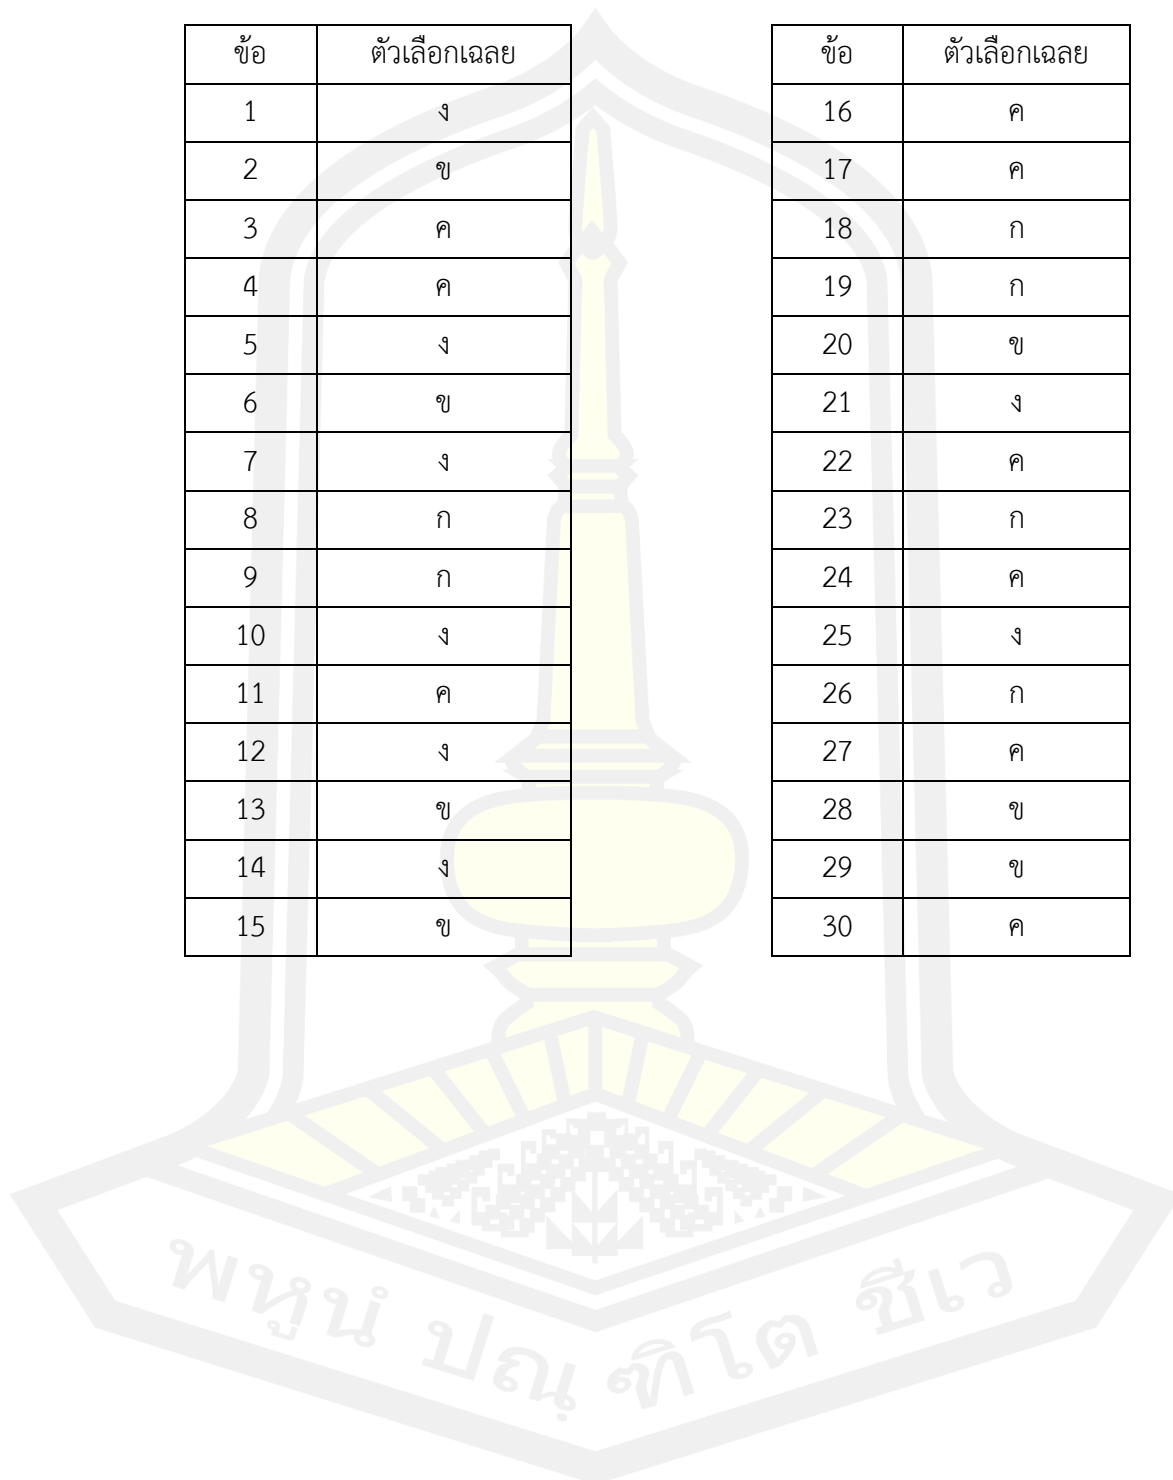 ข้อ ตัวเลือกเฉลย
1 ง
2 ข
3 ค
4 ค
5 ง
6 ข
7 ง
8 ก
9 ก
10 ง
11 ค
12 ง
13 ข
14 ง
15 ข
ข้อ ตัวเลือกเฉลย
16 ค
17 ค
18 ก
19 ก
20 ข
21 ง
22 ค
23 ก
24 ค
25 ง
26 ก
27 ค
28 ข
29 ข
30 ค
พหูนํ ปณฺฑิโต ชีเว